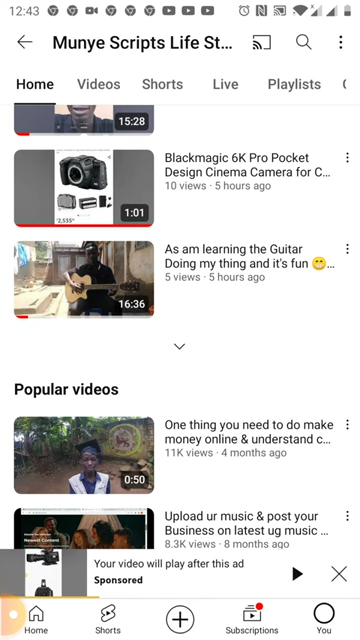 12:43
Munye Scripts Life St...
Home Videos Shorts Live Playlists
15:28
Blackmagic 6K Pro Pocket
Design Cinema Camera for C...
10 views · 5 hours ago
1:01
As am learning the Guitar
Doing my thing and it's fun 😁...
5 views · 5 hours ago
16:36
Popular videos
One thing you need to do make
money online & understand c...
11K views · 4 months ago
0:50
Upload ur music & post your
Business on latest ug music ...
8.3K views · 8 months ago
Newest Content
Your video will play after this ad
Sponsored
Home Shorts Subscriptions You